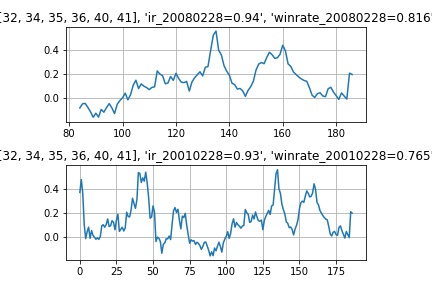 [32, 34, 35, 36, 40, 41], 'ir_20080228=0.94', 'winrate_20080228=0.816'
0.4
0.2
0.0
80 100 120 140 160 180
[32, 34, 35, 36, 40, 41], 'ir_20010228=0.93', 'winrate_20010228=0.765'
0.4
0.2
0.0
0 25 50 75 100 125 150 175